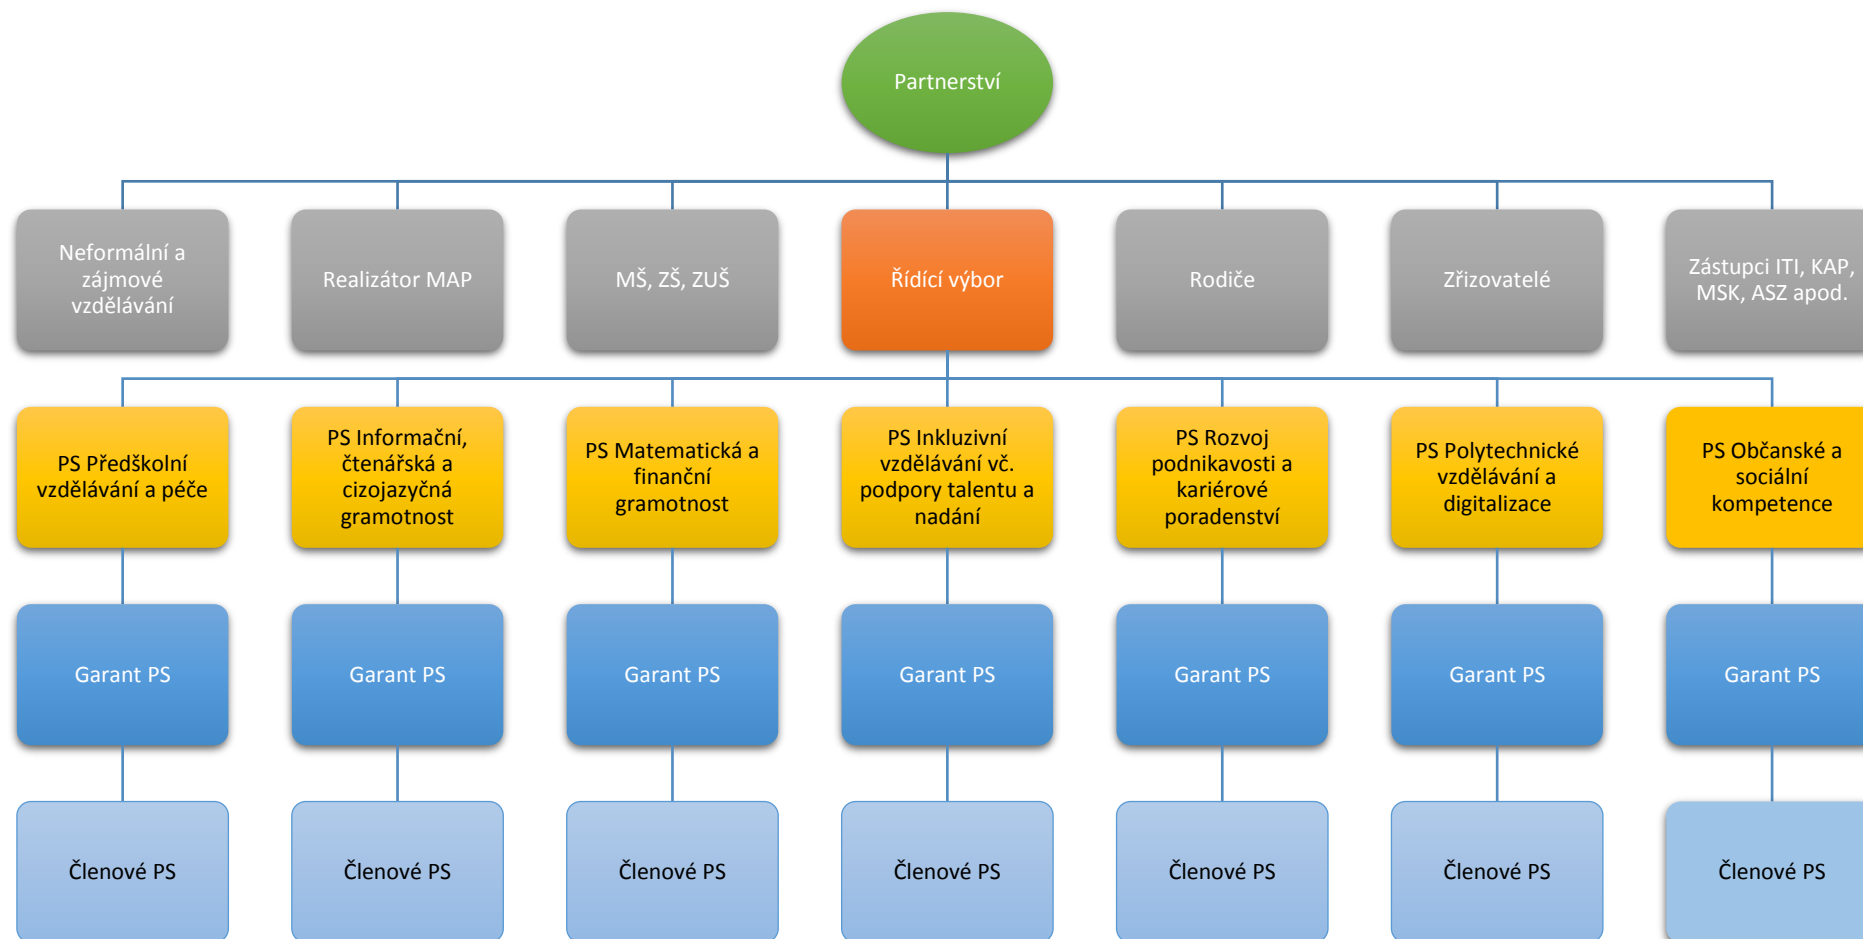 Partnerství
Neformální a
zájmové
vzdělávání
Realizátor MAP
MŠ, ZŠ, ZUŠ
Řídící výbor
Rodiče
Zřizovatelé
Zástupci ITI, KAP,
MSK, ASZ apod.
PS Předškolní
vzdělávání a péče
PS Informační,
čtenářská a
cizojazyčná
gramotnost
PS Matematická a
finanční
gramotnost
PS Inkluzivní
vzdělávání vč.
podpory talentu a
nadání
PS Rozvoj
podnikavosti a
kariérové
poradenství
PS Polytechnické
vzdělávání a
digitalizace
PS Občanské a
sociální
kompetence
Garant PS
Garant PS
Garant PS
Garant PS
Garant PS
Garant PS
Garant PS
Členové PS
Členové PS
Členové PS
Členové PS
Členové PS
Členové PS
Členové PS